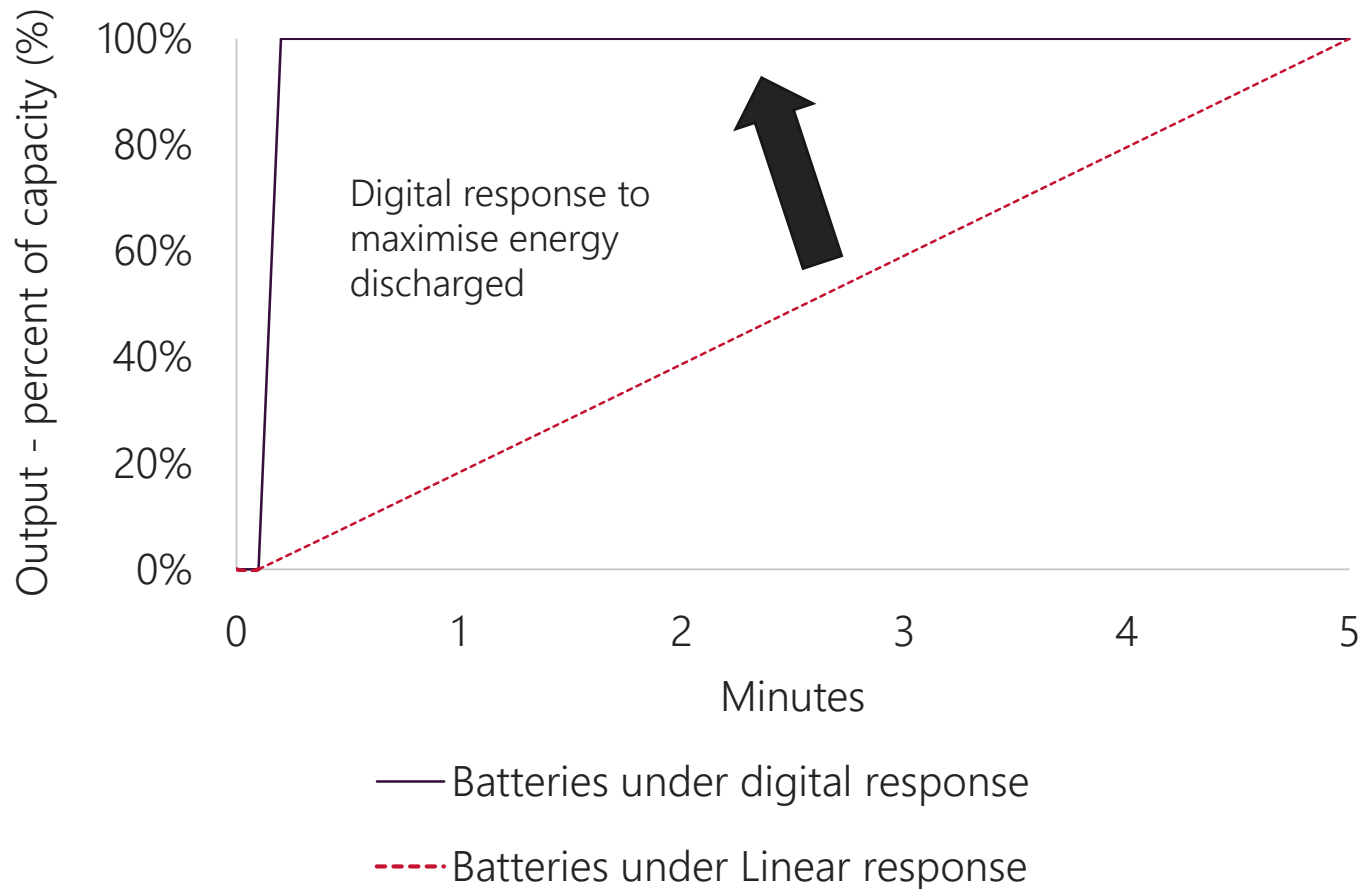 Output - percent of capacity (%)
100%
80%
60%
40%
20%
0%
Digital response to
maximise energy
discharged
0 1 2 3 4 5
Minutes
Batteries under digital response
Batteries under Linear response